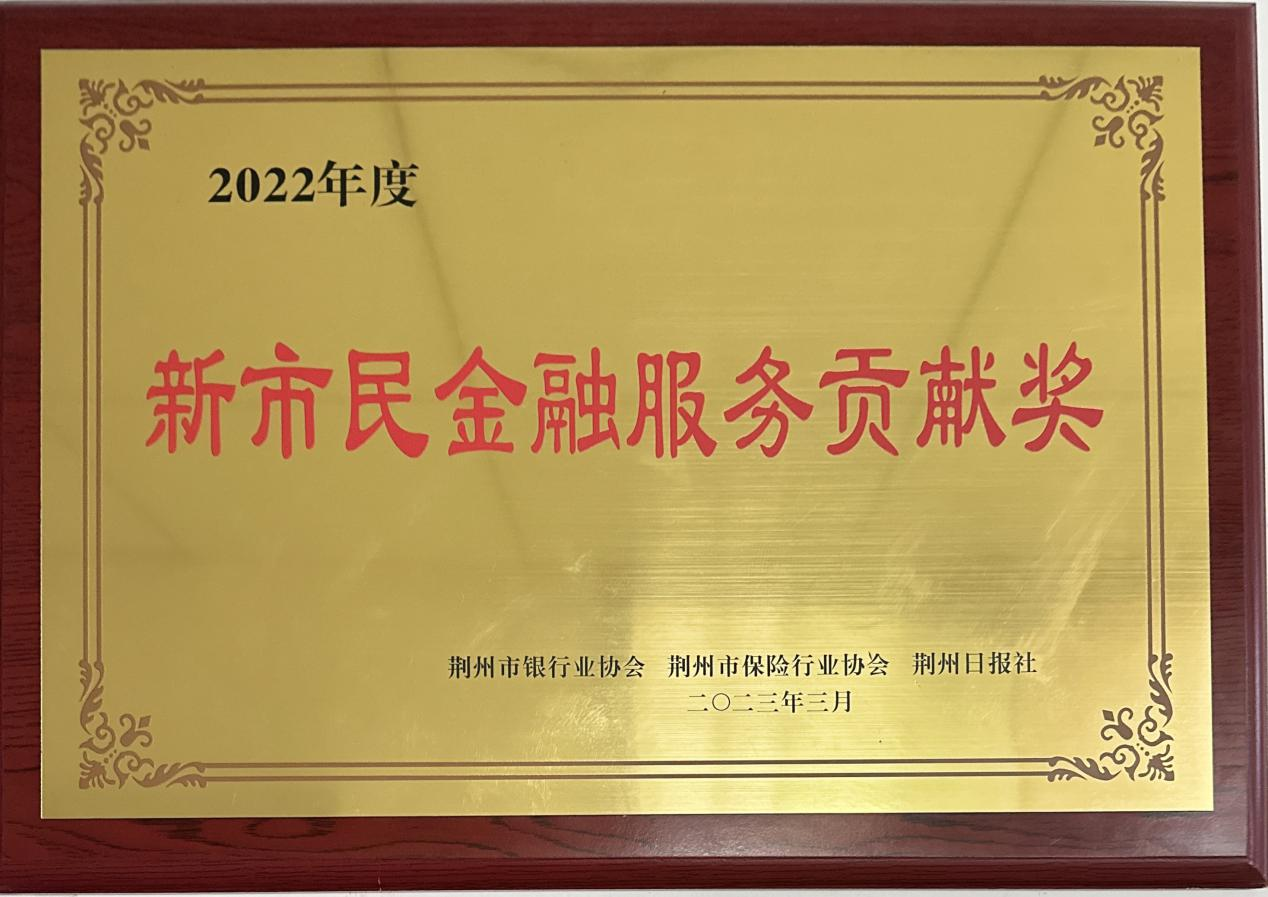 2022年度
新市民金融服务贡献奖
荆州市银行业协会 荆州市保险行业协会 荆州日报社
二〇二三年三月